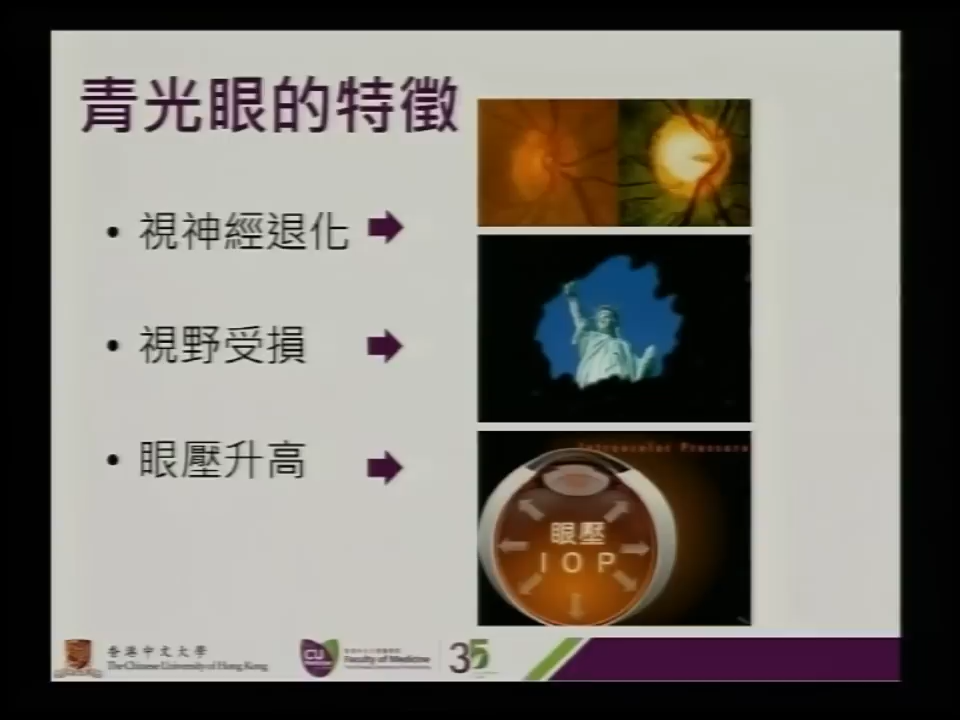 青光眼的特徵
• 視神經退化
• 視野受損
• 眼壓升高
Intraocular Pressure
眼壓
IOP
香港中文大學
The Chinese University of Hong Kong
CU
Medicine
Faculty of Medicine
35